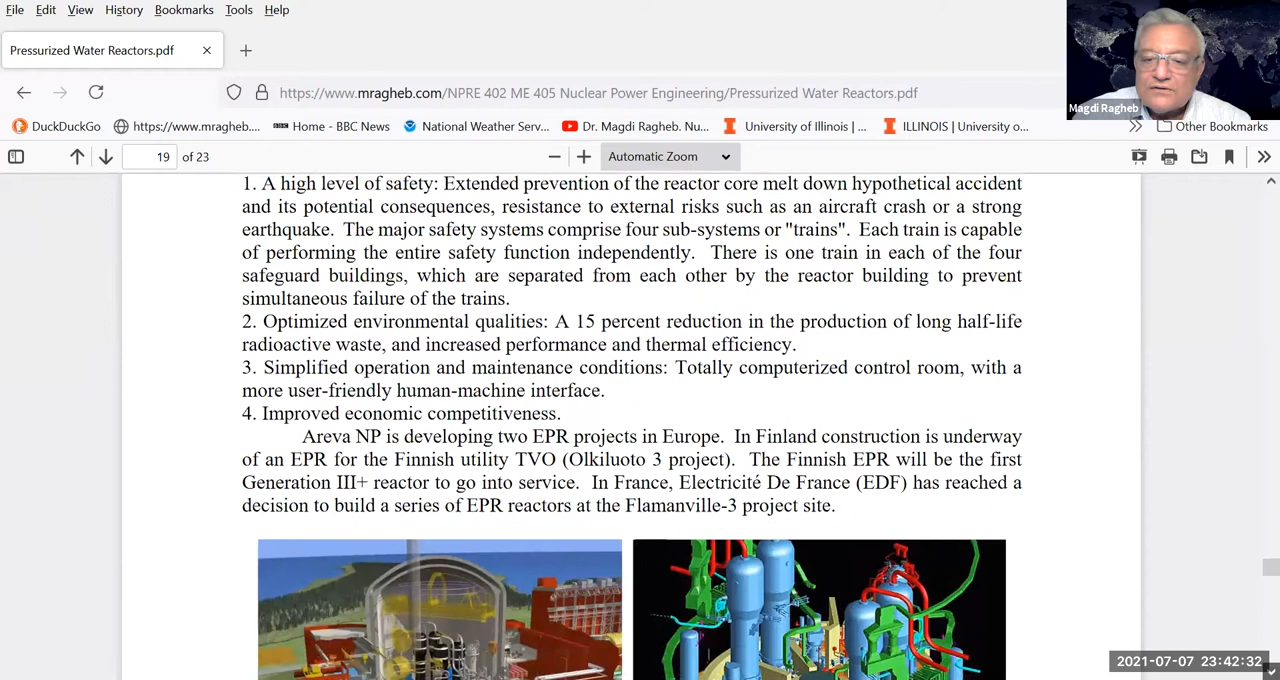 File Edit View History Bookmarks Tools Help
Pressurized Water Reactors.pdf
https://www.mragheb.com/NPRE 402 ME 405 Nuclear Power Engineering/Pressurized Water Reactors.pdf
Magdi Ragheb
DuckDuckGo https://www.mragheb.... Home - BBC News National Weather Serv... Dr. Magdi Ragheb. Nu... University of Illinois | ... ILLINOIS | University o... Other Bookmarks
19 of 23 Automatic Zoom
1. A high level of safety: Extended prevention of the reactor core melt down hypothetical accident
and its potential consequences, resistance to external risks such as an aircraft crash or a strong
earthquake. The major safety systems comprise four sub-systems or "trains". Each train is capable
of performing the entire safety function independently. There is one train in each of the four
safeguard buildings, which are separated from each other by the reactor building to prevent
simultaneous failure of the trains.
2. Optimized environmental qualities: A 15 percent reduction in the production of long half-life
radioactive waste, and increased performance and thermal efficiency.
3. Simplified operation and maintenance conditions: Totally computerized control room, with a
more user-friendly human-machine interface.
4. Improved economic competitiveness.
Areva NP is developing two EPR projects in Europe. In Finland construction is underway
of an EPR for the Finnish utility TVO (Olkiluoto 3 project). The Finnish EPR will be the first
Generation III+ reactor to go into service. In France, Electricité De France (EDF) has reached a
decision to build a series of EPR reactors at the Flamanville-3 project site.
2021-07-07 23:42:32